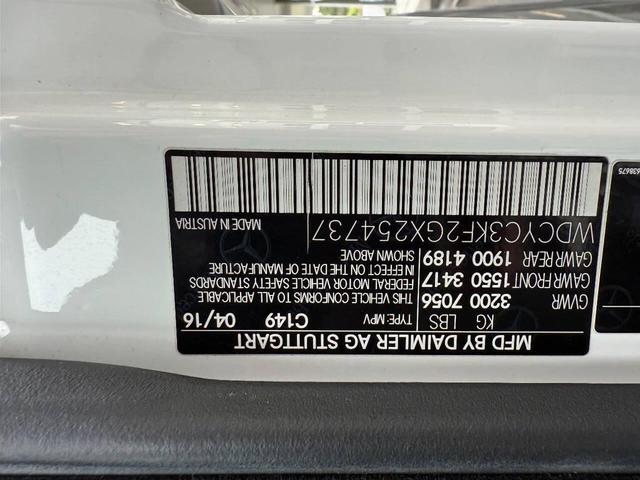 MFD BY DAIMLER AG STUTTGART
KG LBS TYPE: MPV C149
GVWR 3200 7056 THIS VEHICLE CONFORMS TO ALL APPLICABLE 04/16
GAWR FRONT 1550 3417 FEDERAL MOTOR VEHICLE SAFETY STANDARDS
GAWR REAR 1900 4189 IN EFFECT ON THE DATE OF MANUFACTURE
SHOWN ABOVE
WDCYC3KF2GX254737 MADE IN AUSTRIA
638675